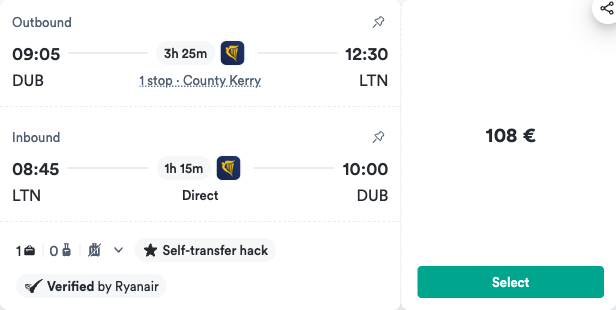 Outbound
09:05 3h 25m 12:30
DUB 1 stop · County Kerry LTN
Inbound
08:45 1h 15m 10:00
LTN Direct DUB
1 0 Self-transfer hack
Verified by Ryanair
108 €
Select